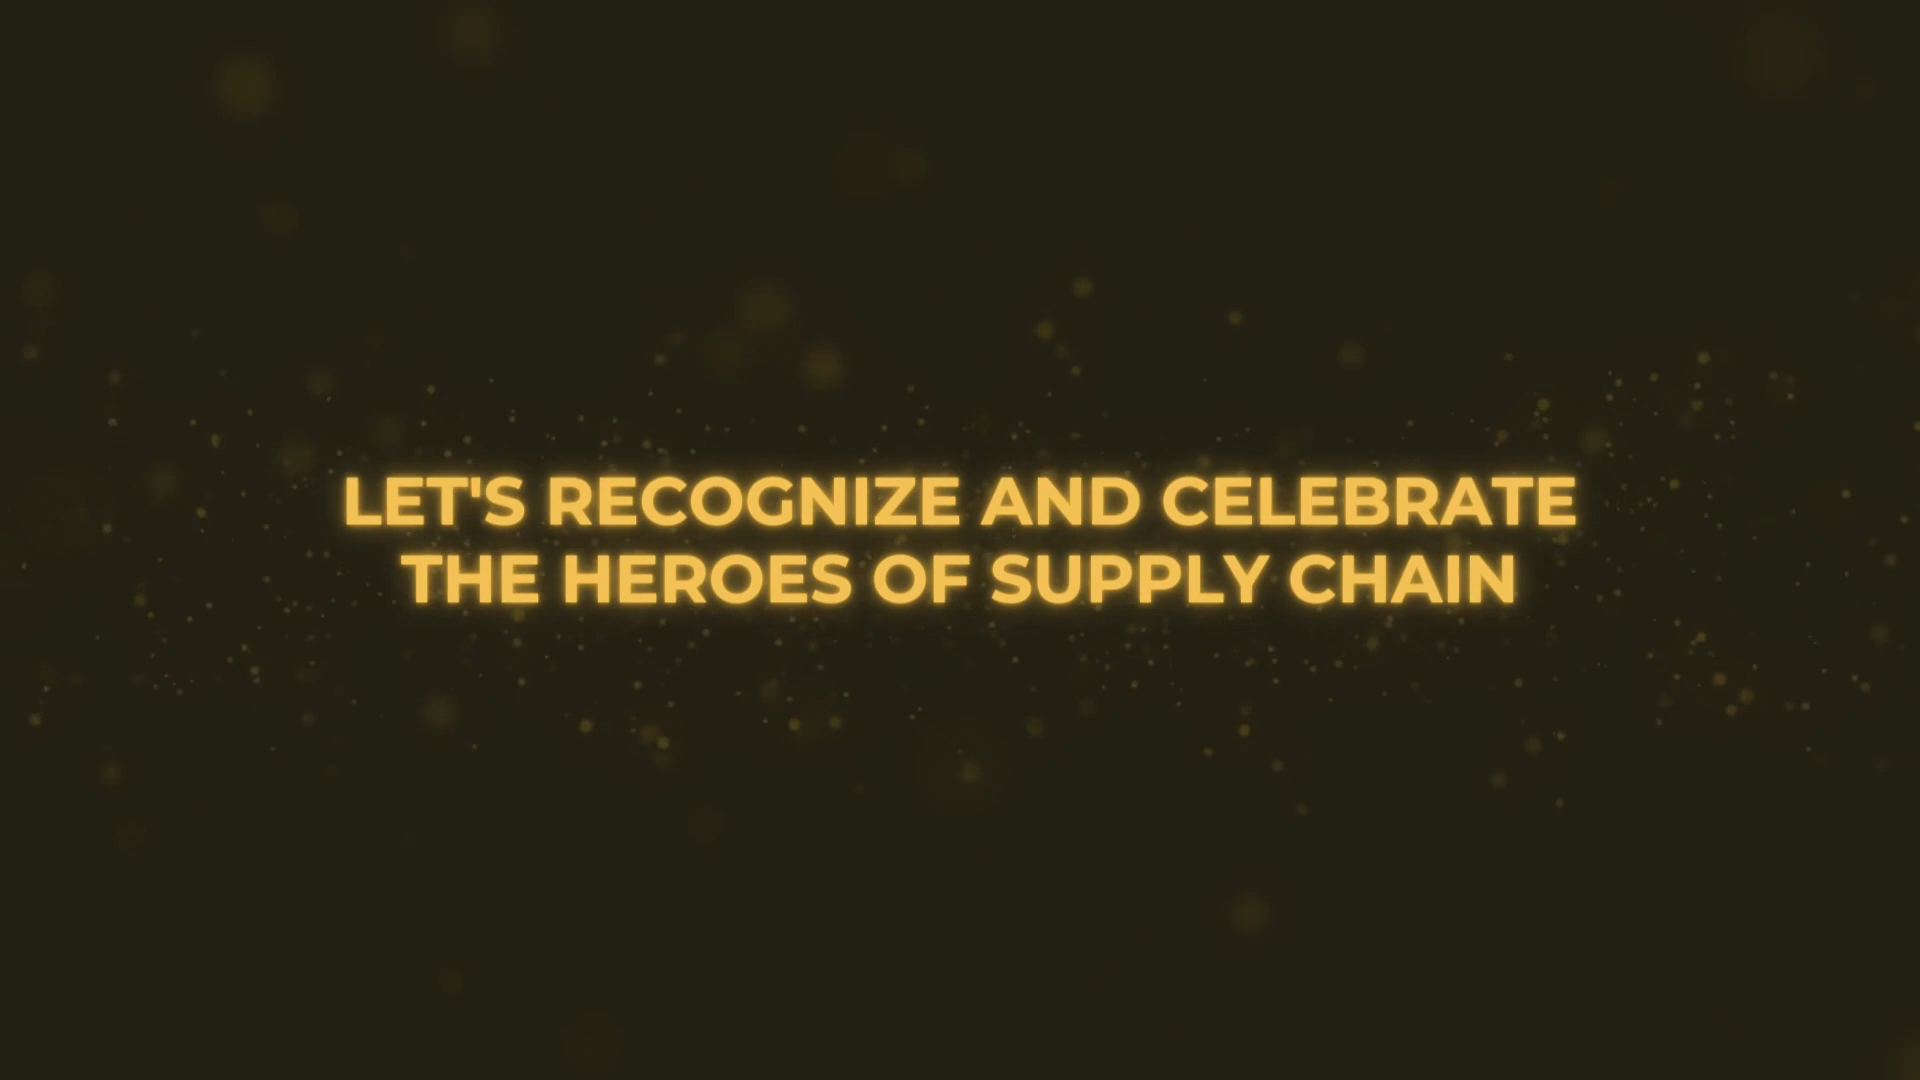 LET'S RECOGNIZE AND CELEBRATE
THE HEROES OF SUPPLY CHAIN